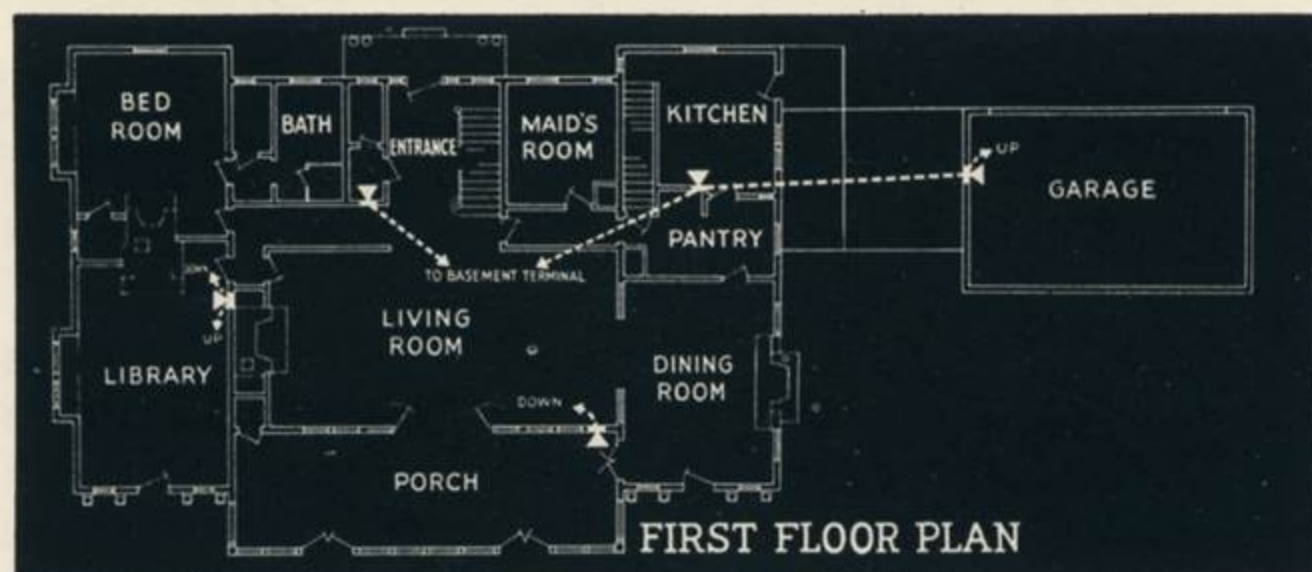 BED
ROOM
BATH
ENTRANCE
MAID'S
ROOM
KITCHEN
UP
GARAGE
PANTRY
DOWN
TO BASEMENT TERMINAL
UP
LIVING
ROOM
LIBRARY
DINING
ROOM
DOWN
PORCH
FIRST FLOOR PLAN